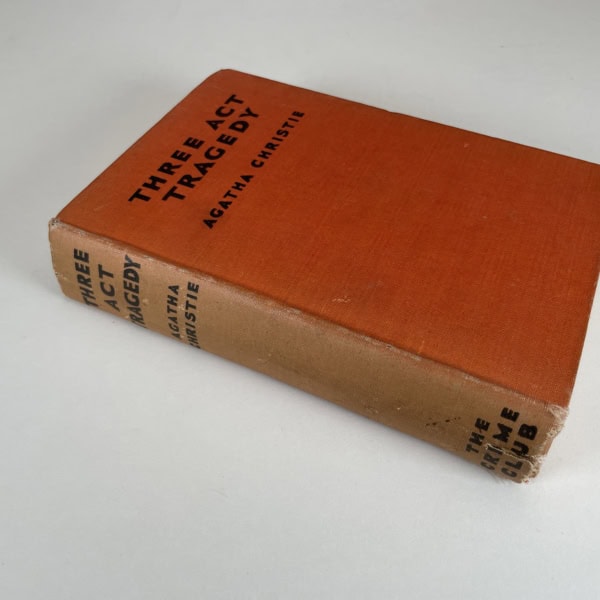 THREE ACT
TRAGEDY
AGATHA CHRISTIE
THREE
ACT
TRAGEDY
AGATHA
CHRISTIE
THE
CRIME
CLUB